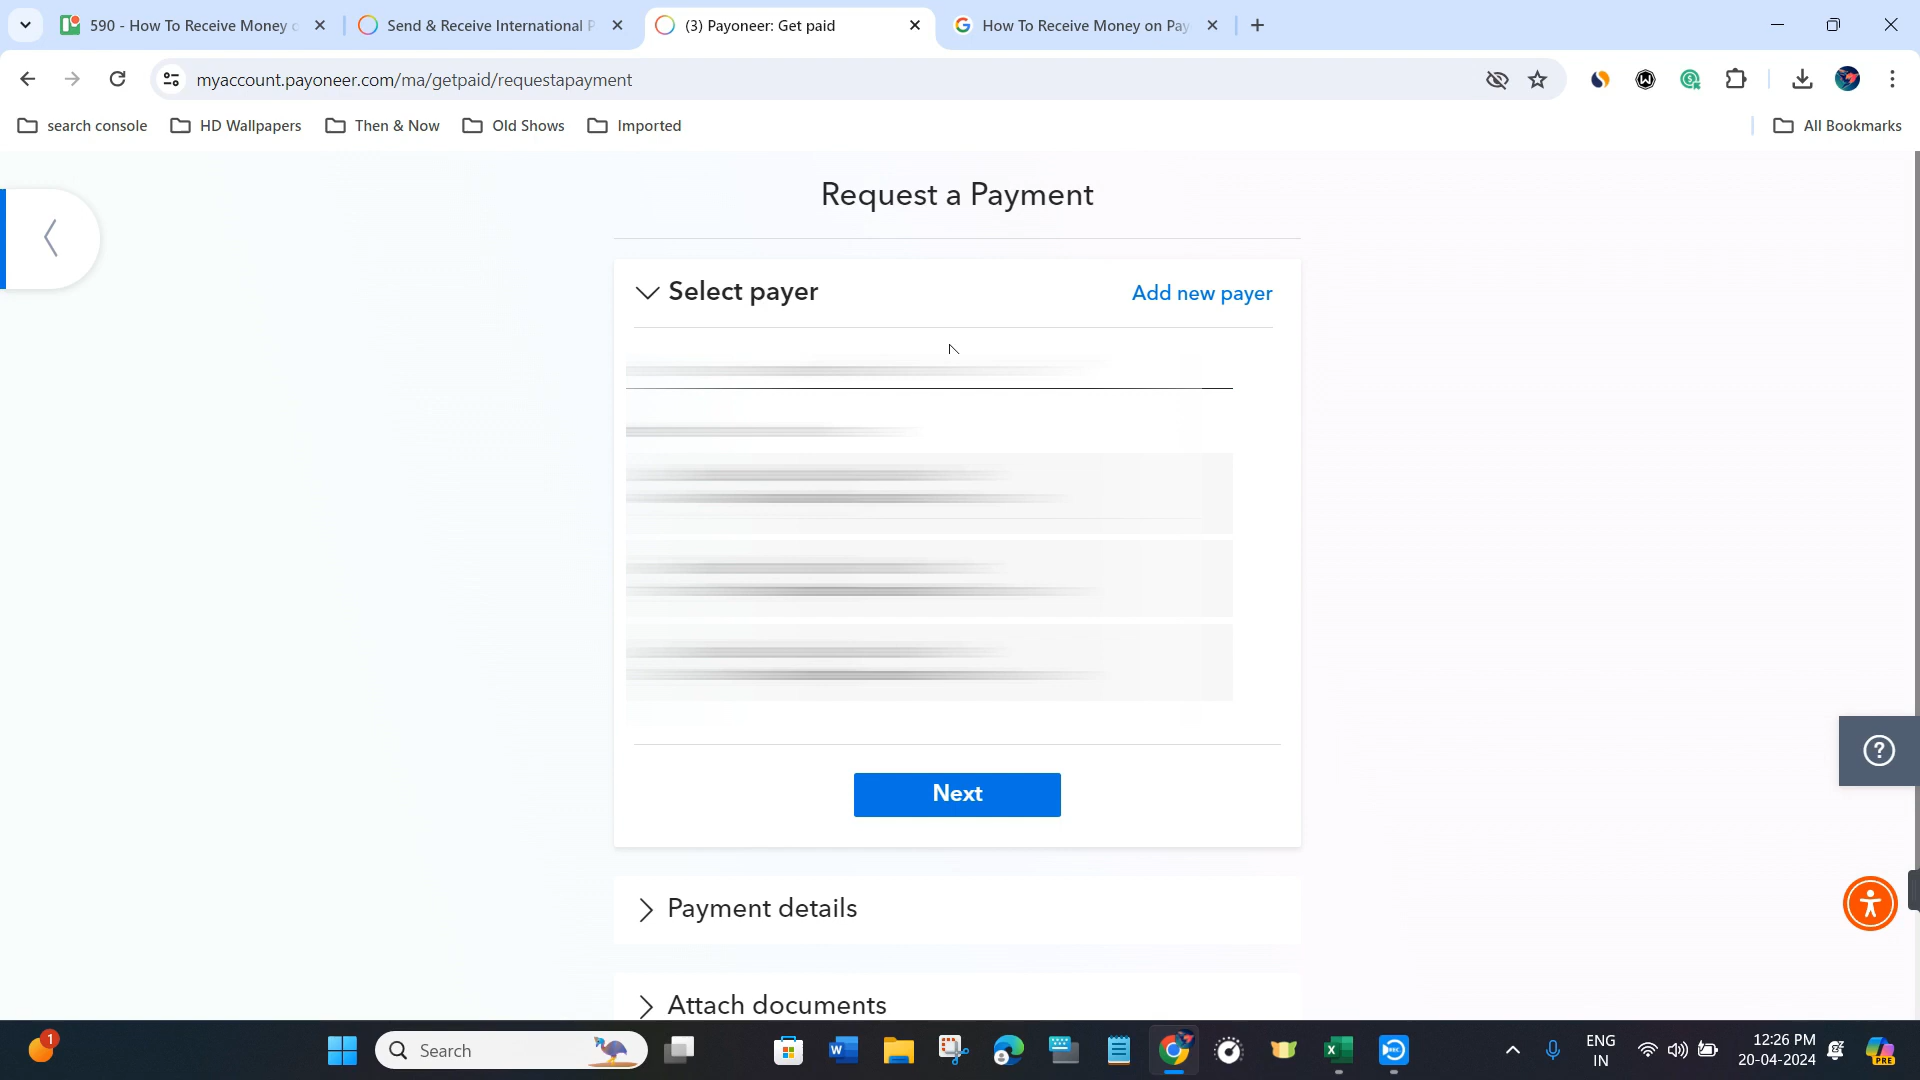 590 - How To Receive Money o
Send & Receive International P
(3) Payoneer: Get paid
How To Receive Money on Pay
myaccount.payoneer.com/ma/getpaid/requestapayment
search console
HD Wallpapers
Then & Now
Old Shows
Imported
All Bookmarks
Request a Payment
Select payer
Add new payer
Next
Payment details
Attach documents
1
Search
ENG
IN
12:26 PM
20-04-2024
PRE